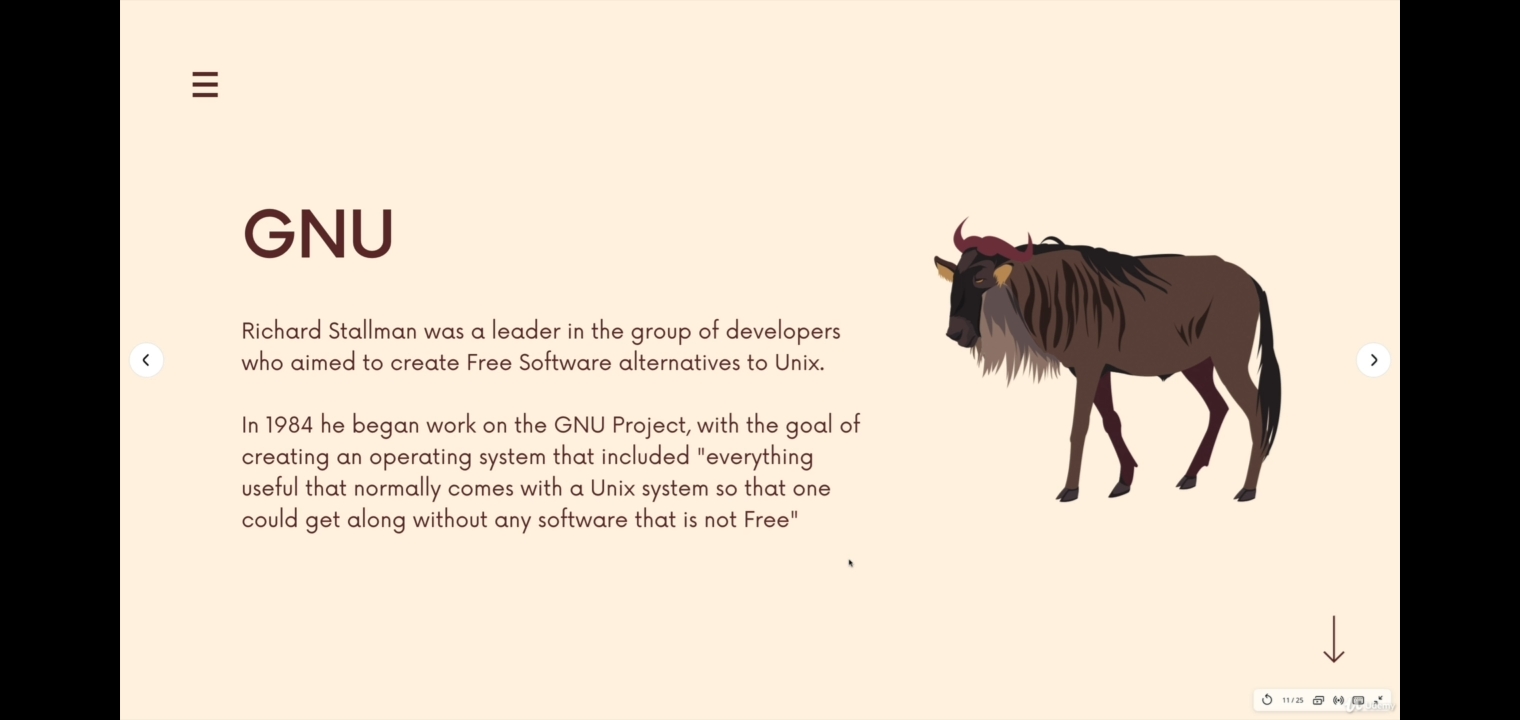 GNU
Richard Stallman was a leader in the group of developers
who aimed to create Free Software alternatives to Unix.
In 1984 he began work on the GNU Project, with the goal of
creating an operating system that included "everything
useful that normally comes with a Unix system so that one
could get along without any software that is not Free"
11 / 25
Udemy